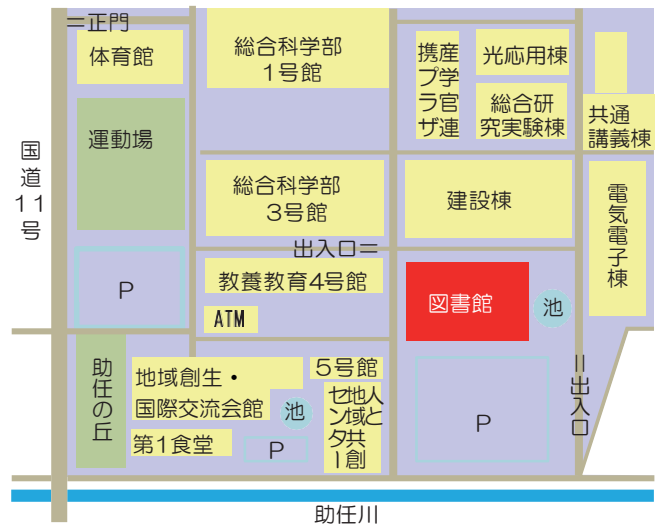 ＝正門
体育館
総合科学部
1号館
携産
プ学
ラ官
ザ連
光応用棟
総合研
究実験棟
共通
講義棟
国道11号
運動場
総合科学部
3号館
建設棟
電気電子棟
出入口＝
P
教養教育4号館
ATM
図書館
池
助任の丘
地域創生・
国際交流会館
5号館
池
人と共創
地域センター
第1食堂
P
P
＝出入口
助任川